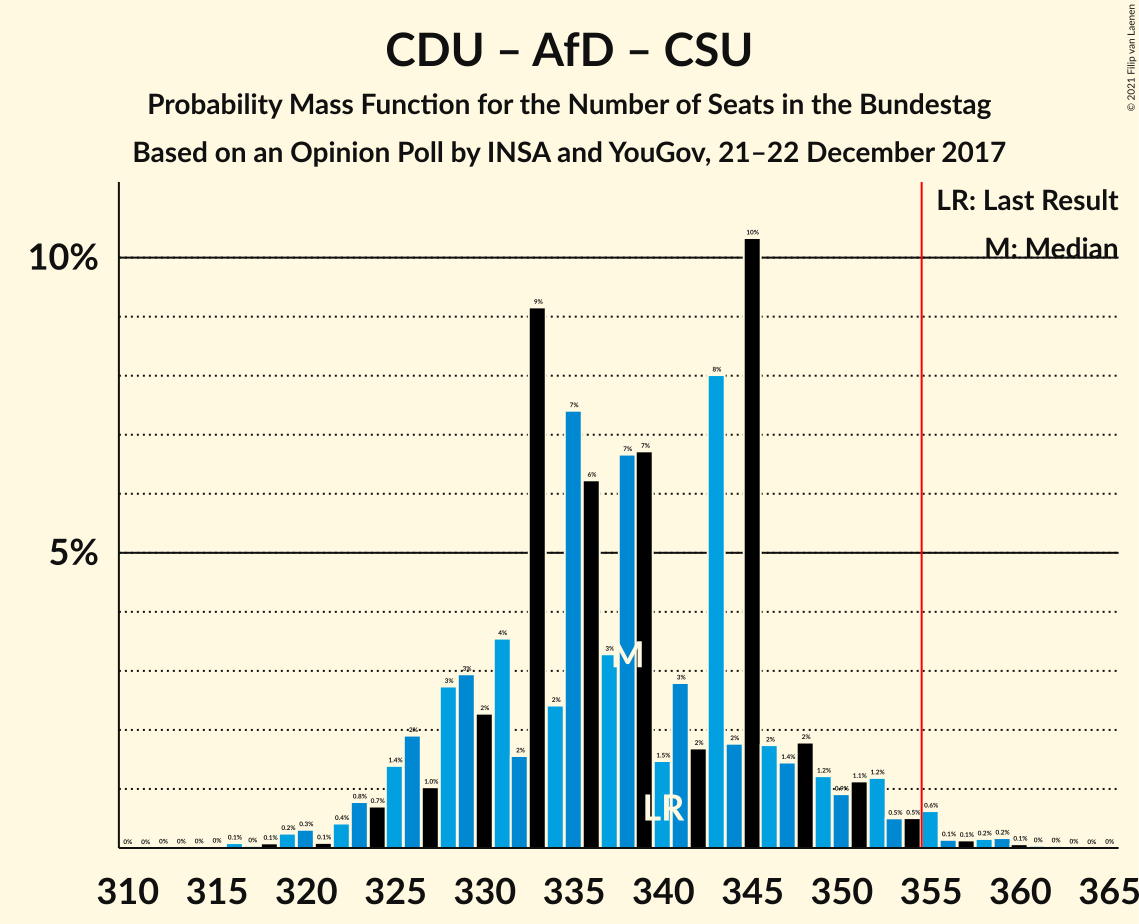 CDU – AfD – CSU
Probability Mass Function for the Number of Seats in the Bundestag
Based on an Opinion Poll by INSA and YouGov, 21–22 December 2017
© 2021 Filip van Laenen
LR: Last Result
M: Median
10%
5%
0% 0% 0% 0% 0% 0% 0.1% 0% 0.1% 0.2% 0.3% 0.1% 0.4% 0.8% 0.7% 1.4% 2% 1.0% 3% 3% 2% 4% 2% 9% 2% 7% 6% 3% 7% 7% 1.5% 3% 2% 8% 2% 10% 2% 1.4% 2% 1.2% 0.9% 1.1% 1.2% 0.5% 0.5% 0.6% 0.1% 0.1% 0.2% 0.2% 0.1% 0% 0% 0% 0% 0%
M
LR
310 315 320 325 330 335 340 345 350 355 360 365